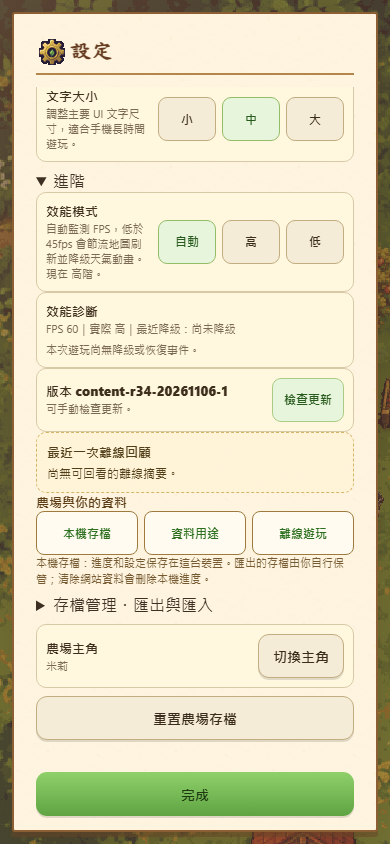 設定
文字大小
調整主要 UI 文字尺
寸，適合手機長時間
遊玩。
小
中
大
▼ 進階
效能模式
自動監測 FPS，低於
45fps 會節流地圖刷
新並降級天氣動畫。
現在 高階。
自動
高
低
效能診斷
FPS 60｜實際 高｜最近降級：尚未降級
本次遊玩尚無降級或恢復事件。
版本 content-r34-20261106-1
可手動檢查更新。
檢查更新
最近一次離線回顧
尚無可回看的離線摘要。
農場與你的資料
本機存檔
資料用途
離線遊玩
本機存檔：進度和設定保存在這台裝置。匯出的存檔由你自行保
管；清除網站資料會刪除本機進度。
▶ 存檔管理・匯出與匯入
農場主角
米莉
切換主角
重置農場存檔
完成